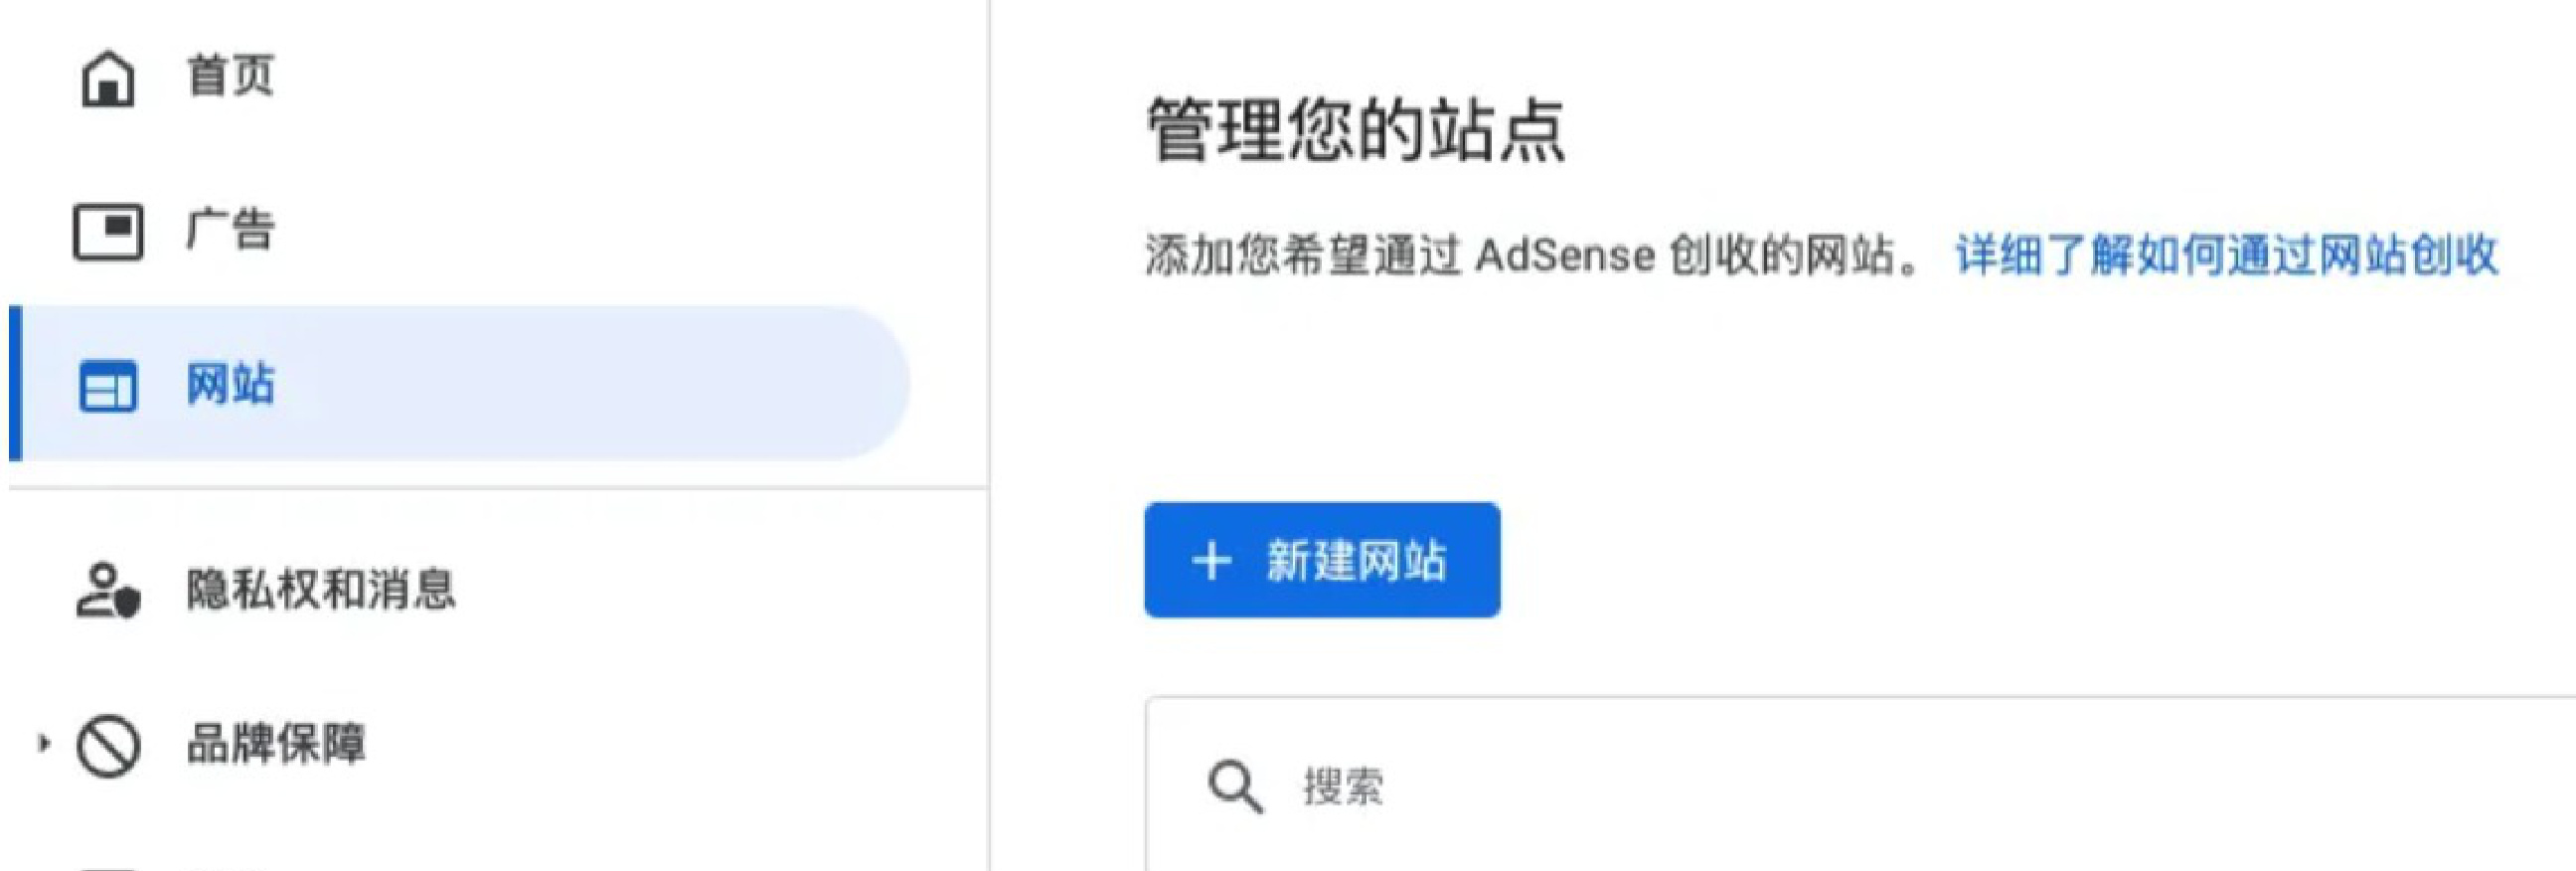 首页
广告
网站
隐私权和消息
品牌保障
管理您的站点
添加您希望通过 AdSense 创收的网站。 详细了解如何通过网站创收
+ 新建网站
搜索